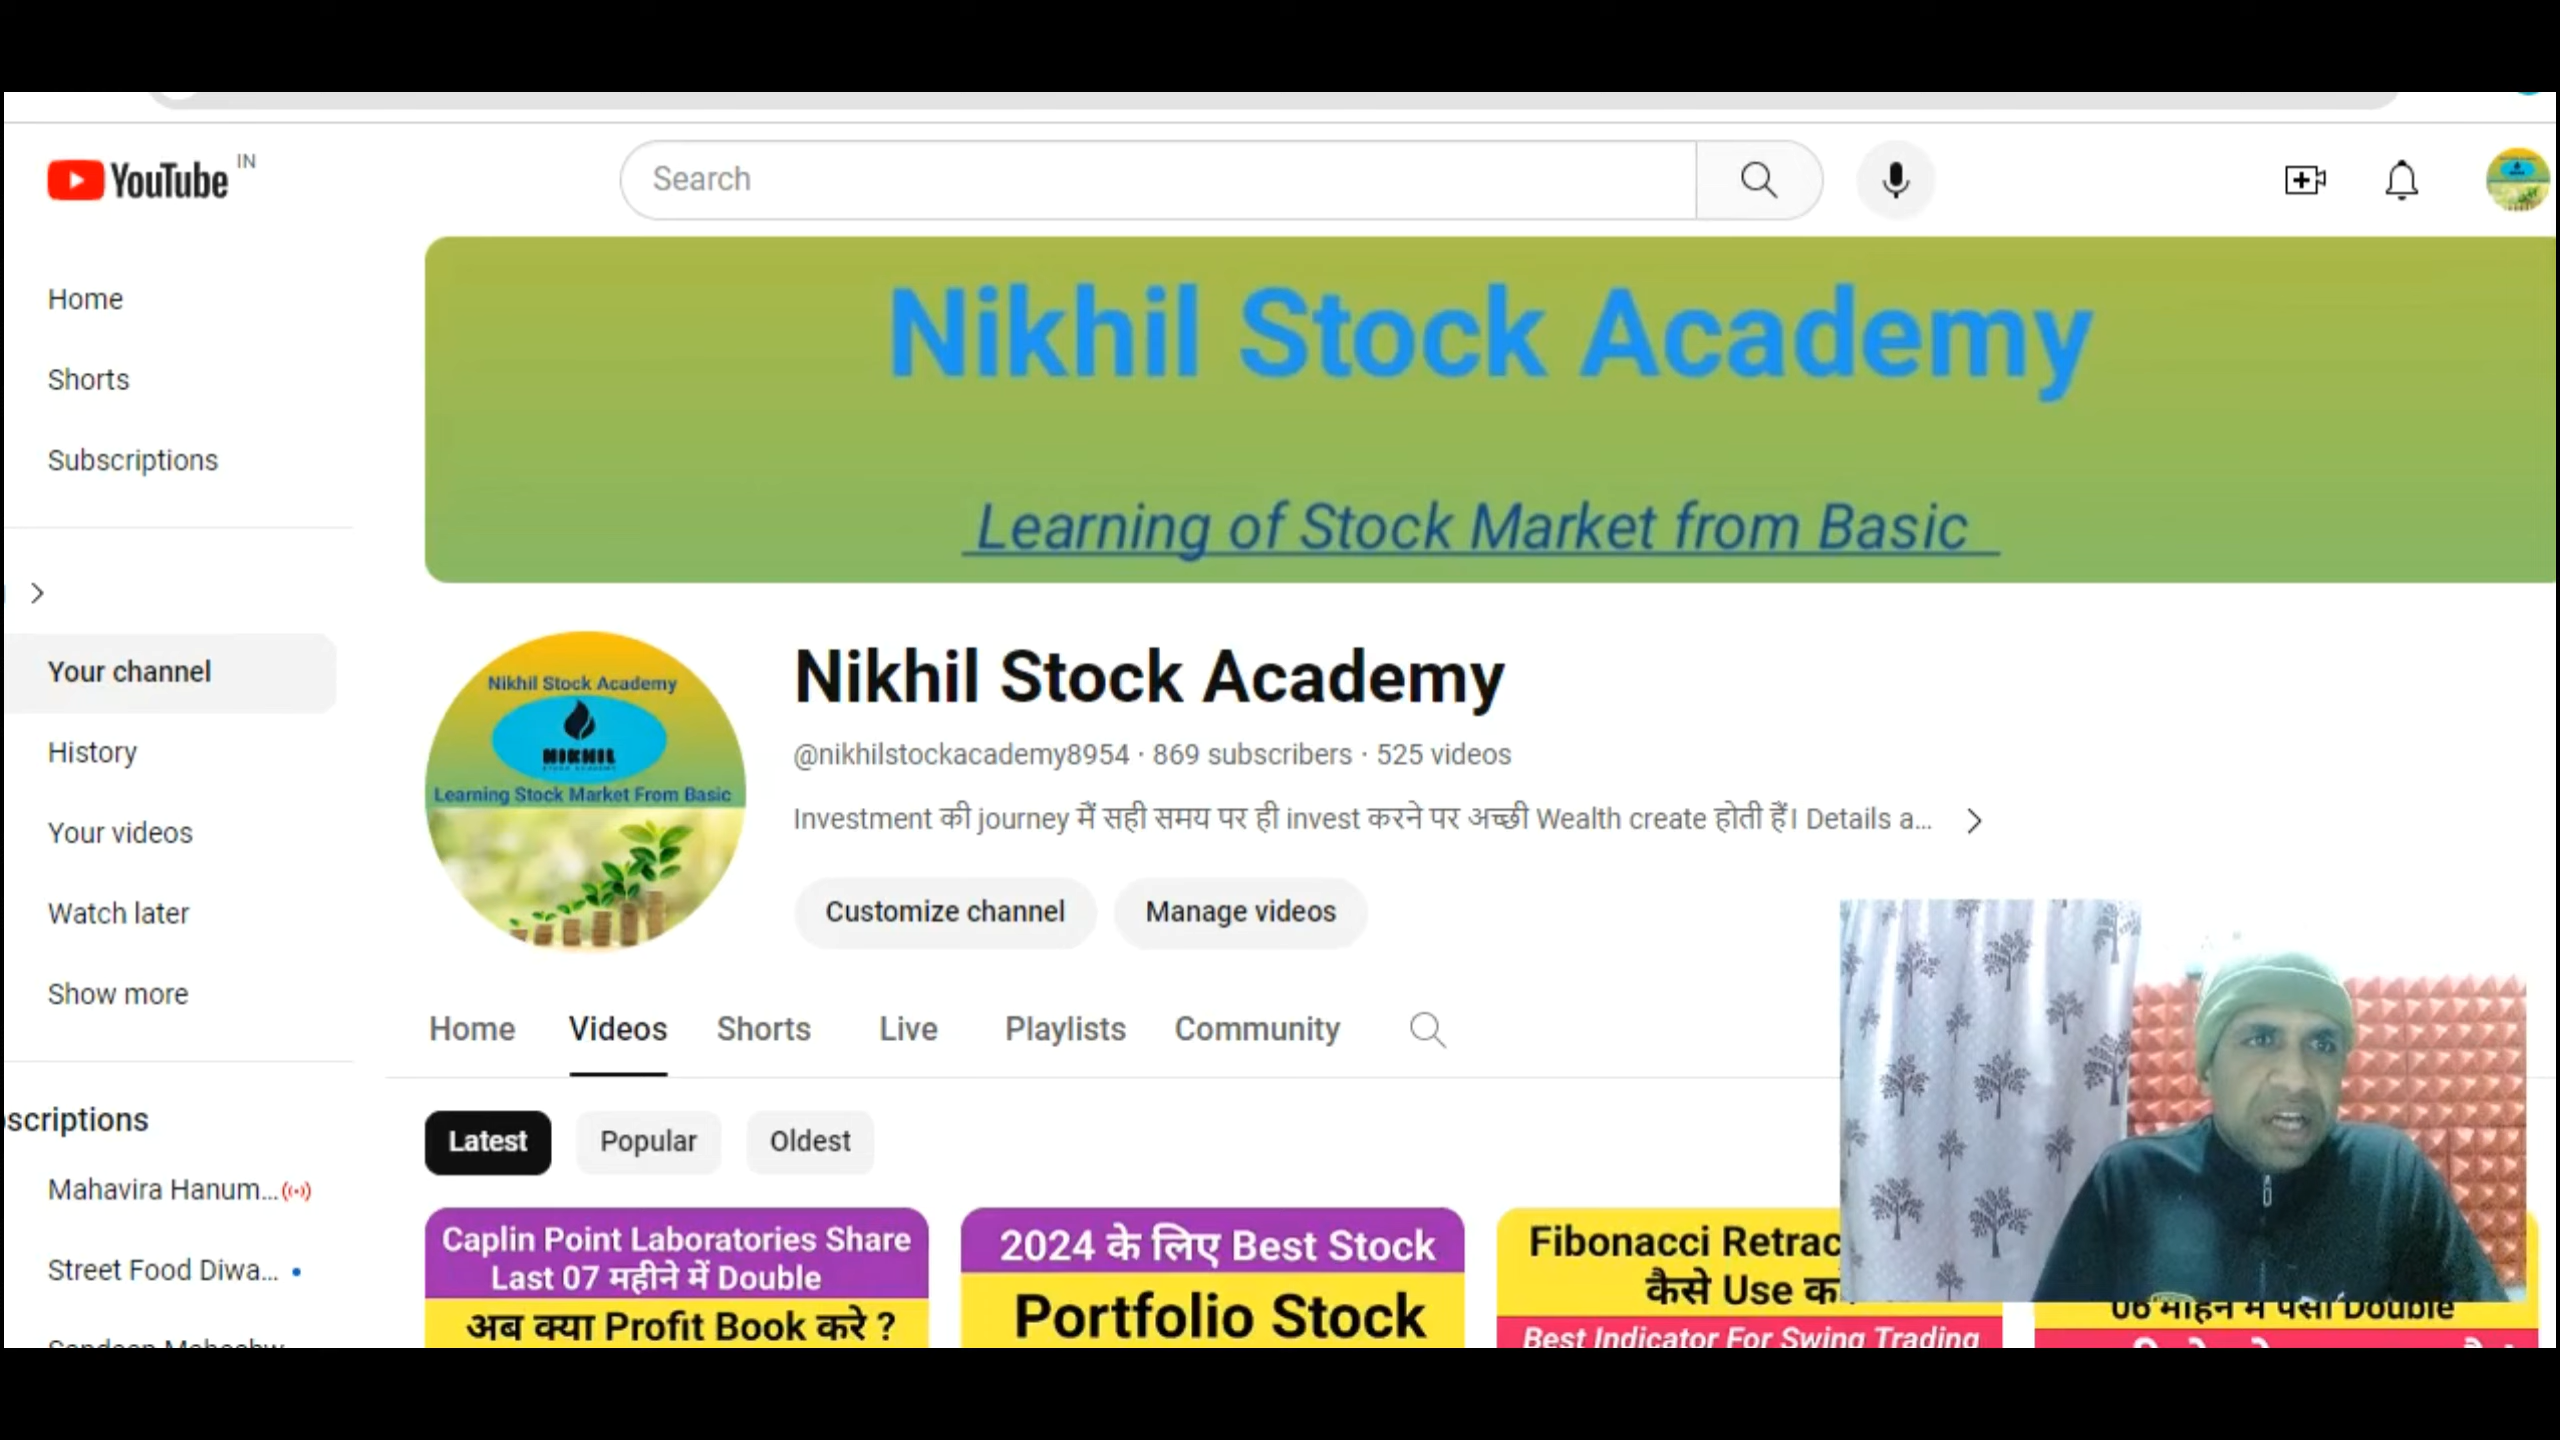 YouTube IN
Search
Home
Shorts
Subscriptions
Your channel
History
Your videos
Watch later
Show more
scriptions
Mahavira Hanum...
Street Food Diwa...
Nikhil Stock Academy
Learning of Stock Market from Basic
Nikhil Stock Academy
NIKHIL
Learning Stock Market From Basic
Nikhil Stock Academy
@nikhilstockacademy8954 · 869 subscribers · 525 videos
Investment की journey मैं सही समय पर ही invest करने पर अच्छी Wealth create होती हैं। Details a...
Customize channel
Manage videos
Home Videos Shorts Live Playlists Community
Latest Popular Oldest
Caplin Point Laboratories Share
Last 07 महीने में Double
अब क्या Profit Book करे ?
2024 के लिए Best Stock
Portfolio Stock
Fibonacci Retrac
कैसे Use
Best Indicator For Swing Trading
Double